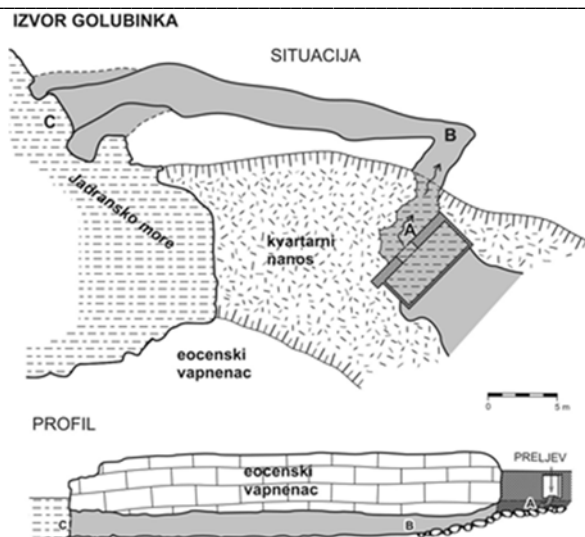 IZVOR GOLUBINKA
SITUACIJA
C
B
Jadransko more
A
kvartarni
nanos
eocenski
vapnenac
0 5 m
PROFIL
PRELJEV
eocenski
vapnenac
A
C
B